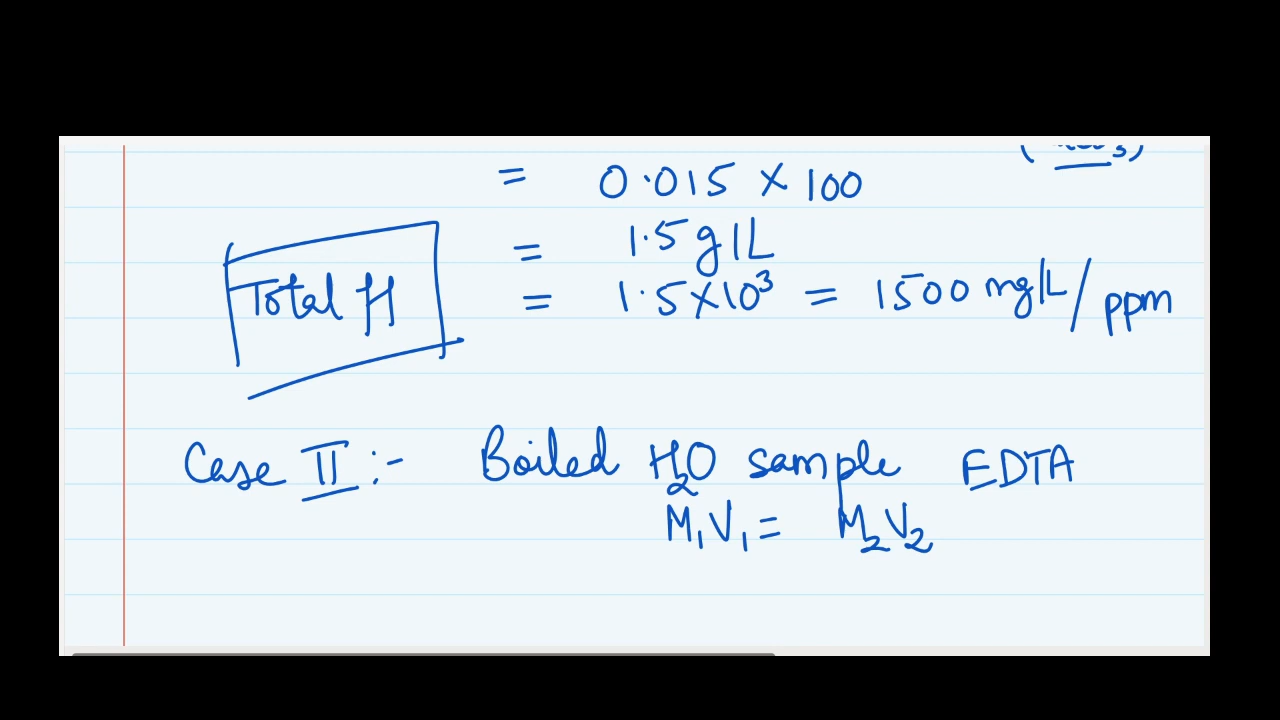 = 0.015 × 100
= 1.5 g/L
Total H = 1.5×10³ = 1500 mg/L / ppm
Case II :- Boiled H₂O sample EDTA
M₁V₁ = M₂V₂